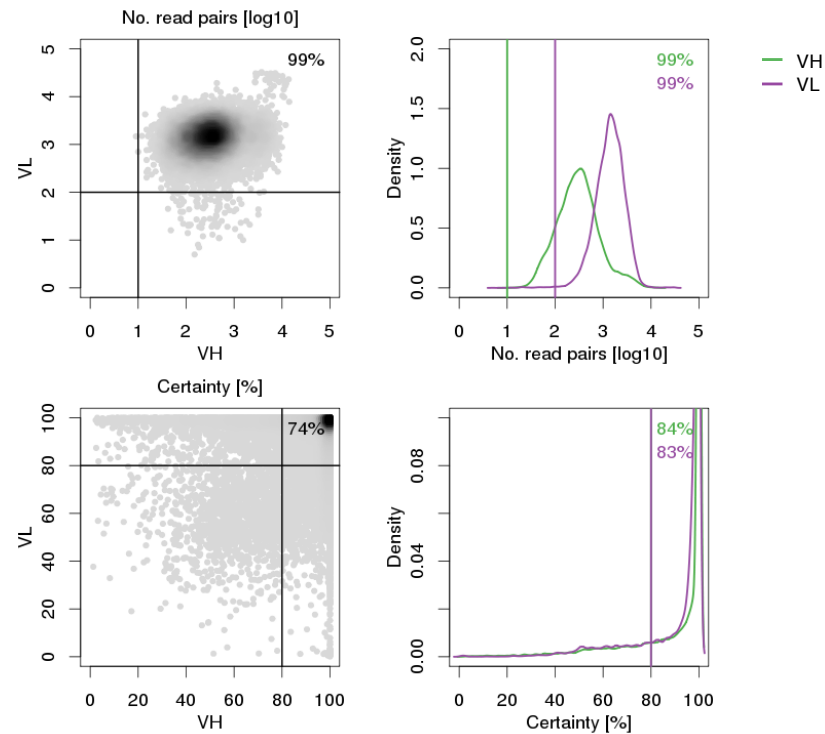 No. read pairs [log10]
99%
VL
0 1 2 3 4 5
0 1 2 3 4 5
VH
99%
99%
Density
0.0 0.5 1.0 1.5 2.0
0 1 2 3 4 5
No. read pairs [log10]
VH
VL
Certainty [%]
74%
VL
0 20 40 60 80 100
0 20 40 60 80 100
VH
84%
83%
Density
0.00 0.04 0.08
0 20 40 60 80 100
Certainty [%]